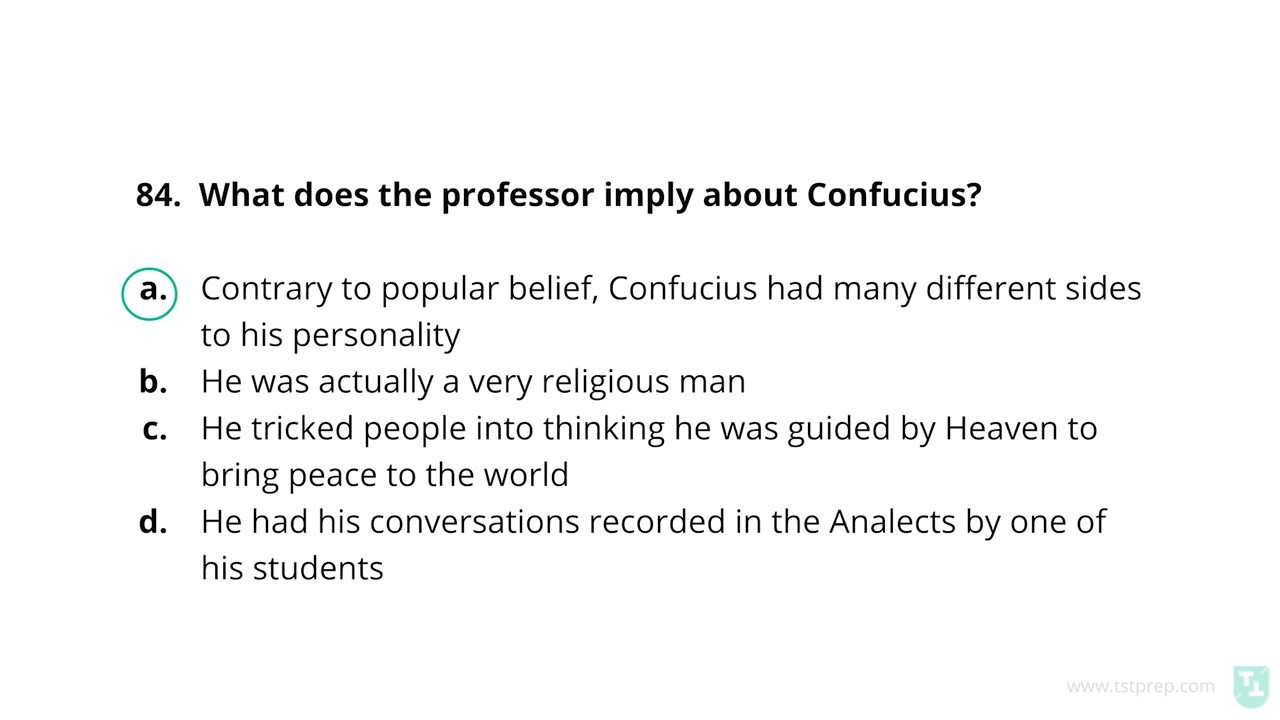 84. What does the professor imply about Confucius?
a. Contrary to popular belief, Confucius had many different sides
to his personality
b. He was actually a very religious man
c. He tricked people into thinking he was guided by Heaven to
bring peace to the world
d. He had his conversations recorded in the Analects by one of
his students
www.tstprep.com